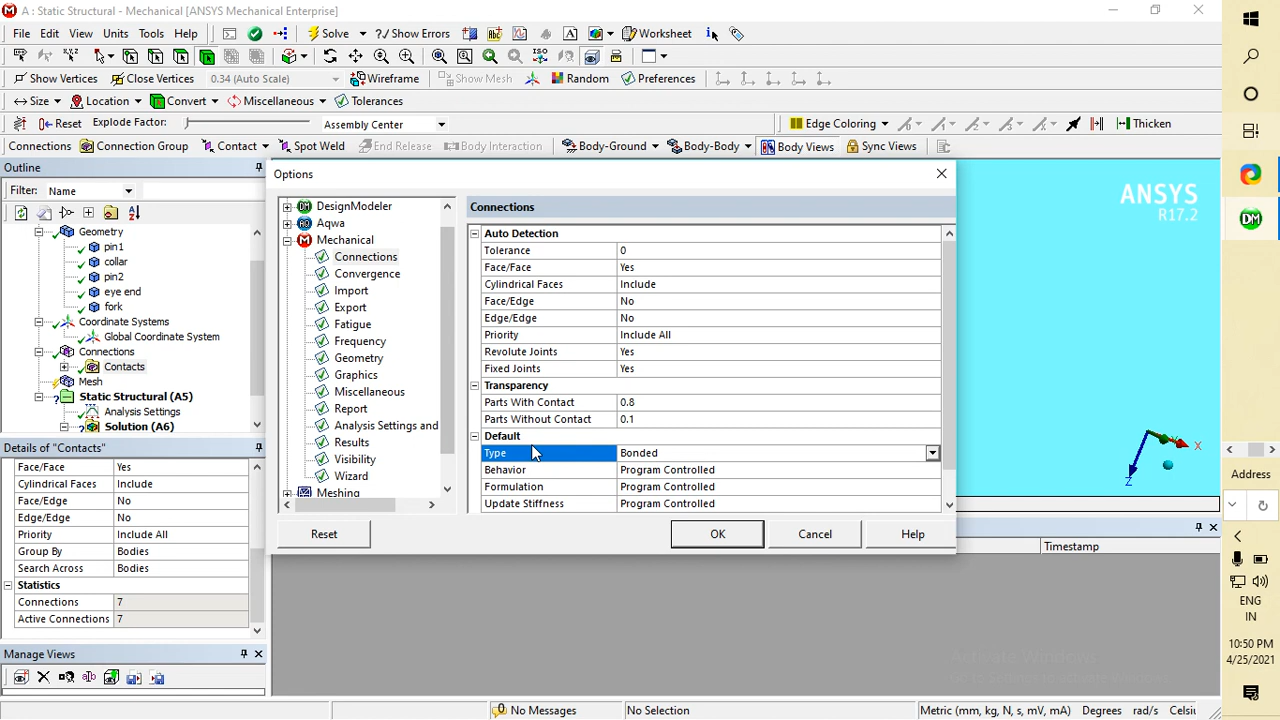 A : Static Structural - Mechanical [ANSYS Mechanical Enterprise]
File Edit View Units Tools Help Solve Show Errors Worksheet
Show Vertices Close Vertices 0.34 (Auto Scale) Wireframe Show Mesh Random Preferences
Size Location Convert Miscellaneous Tolerances
Reset Explode Factor: Assembly Center Edge Coloring Thicken
Connections Connection Group Contact Spot Weld End Release Body Interaction Body-Ground Body-Body Body Views Sync Views
Outline
Filter: Name
Geometry
pin1
collar
pin2
eye end
fork
Coordinate Systems
Global Coordinate System
Connections
Contacts
Mesh
Static Structural (A5)
Analysis Settings
Solution (A6)
Details of "Contacts"
Face/Face Yes
Cylindrical Faces Include
Face/Edge No
Edge/Edge No
Priority Include All
Group By Bodies
Search Across Bodies
Statistics
Connections 7
Active Connections 7
Manage Views
Options
DesignModeler
Aqwa
Mechanical
Connections
Convergence
Import
Export
Fatigue
Frequency
Geometry
Graphics
Miscellaneous
Report
Analysis Settings and
Results
Visibility
Wizard
Meshing
Connections
Auto Detection
Tolerance 0
Face/Face Yes
Cylindrical Faces Include
Face/Edge No
Edge/Edge No
Priority Include All
Revolute Joints Yes
Fixed Joints Yes
Transparency
Parts With Contact 0.8
Parts Without Contact 0.1
Default
Type Bonded
Behavior Program Controlled
Formulation Program Controlled
Update Stiffness Program Controlled
Reset OK Cancel Help
ANSYS
R17.2
X
Z
Timestamp
Activate Windows
No Messages No Selection Metric (mm, kg, N, s, mV, mA) Degrees rad/s Celsi
Address
ENG
IN
10:50 PM
4/25/2021